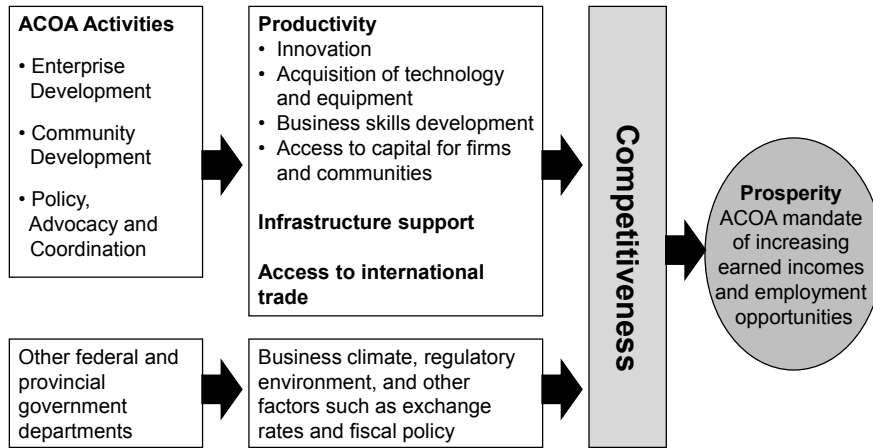 ACOA Activities
• Enterprise
Development
• Community
Development
• Policy,
Advocacy and
Coordination
Productivity
• Innovation
• Acquisition of technology
and equipment
• Business skills development
• Access to capital for firms
and communities
Infrastructure support
Access to international
trade
Other federal and
provincial
government
departments
Business climate, regulatory
environment, and other
factors such as exchange
rates and fiscal policy
Competitiveness
Prosperity
ACOA mandate
of increasing
earned incomes
and employment
opportunities